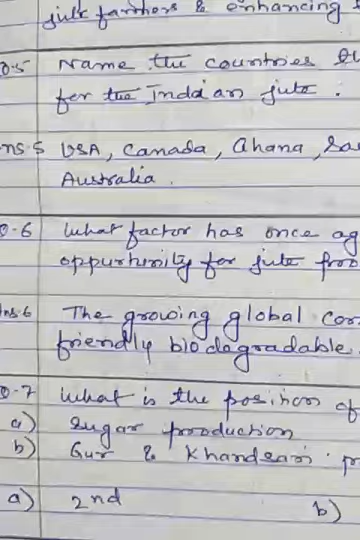 jute farmers & enhancing
Q.5 Name the countries
for the Indian jute.
Ans.5 USA, Canada, Ghana,
Australia.
Q.6 What factor has once
oppurtunity for jute
Ans.6 The growing global
friendly biodegradable
Q.7 What is the position of
a) Sugar production
b) Gur & Khandsari
a) 2nd b)